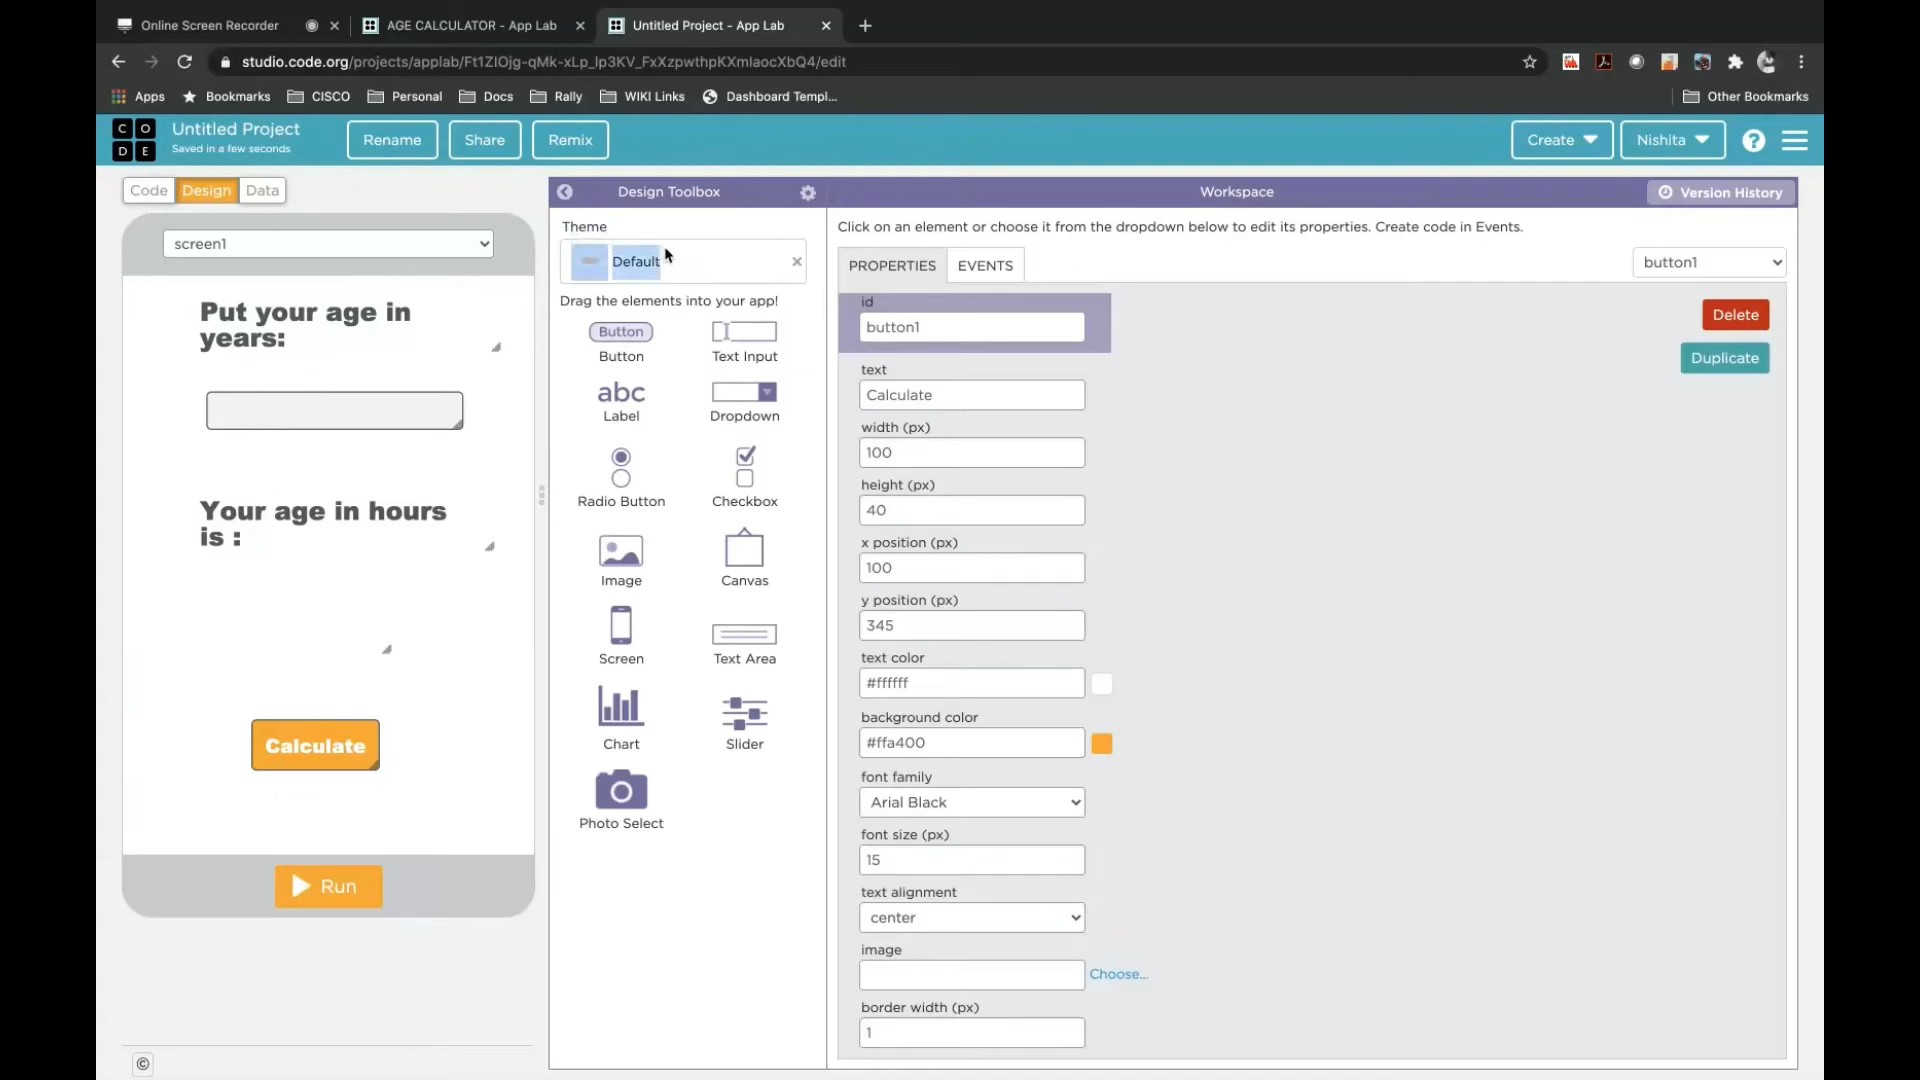 Online Screen Recorder
AGE CALCULATOR - App Lab
Untitled Project - App Lab
studio.code.org/projects/applab/Ft1ZIOjg-qMk-xLp_lp3KV_FxXzpwthpKXmlaocXbQ4/edit
Apps
Bookmarks
CISCO
Personal
Docs
Rally
WIKI Links
Dashboard Templ...
Other Bookmarks
C O
D E
Untitled Project
Saved in a few seconds
Rename
Share
Remix
Create
Nishita
?
Code
Design
Data
Design Toolbox
Workspace
Version History
screen1
Put your age in
years:
Your age in hours
is :
Calculate
Run
©
Theme
Default
Drag the elements into your app!
Button
Button
Text Input
abc
Label
Dropdown
Radio Button
Checkbox
Image
Canvas
Screen
Text Area
Chart
Slider
Photo Select
Click on an element or choose it from the dropdown below to edit its properties. Create code in Events.
PROPERTIES
EVENTS
button1
Delete
Duplicate
id
button1
text
Calculate
width (px)
100
height (px)
40
x position (px)
100
y position (px)
345
text color
#ffffff
background color
#ffa400
font family
Arial Black
font size (px)
15
text alignment
center
image
Choose...
border width (px)
1